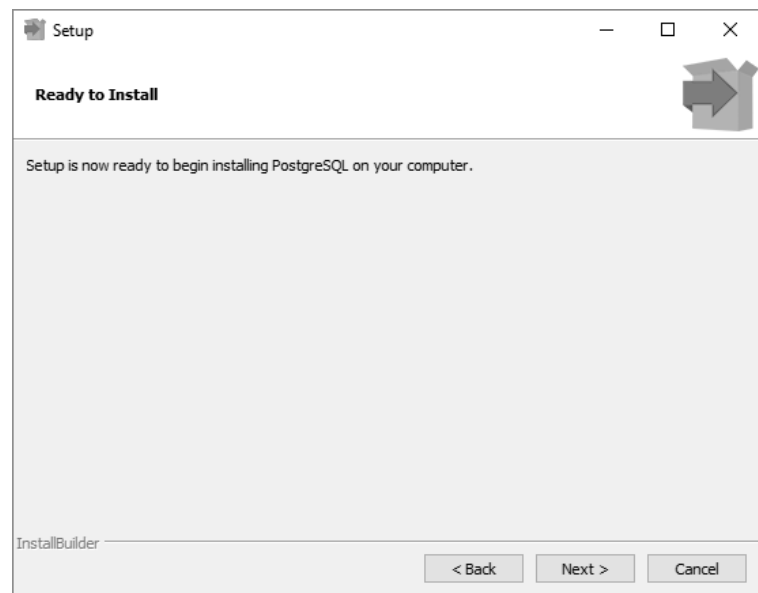 Setup
Ready to Install
Setup is now ready to begin installing PostgreSQL on your computer.
InstallBuilder
< Back
Next >
Cancel